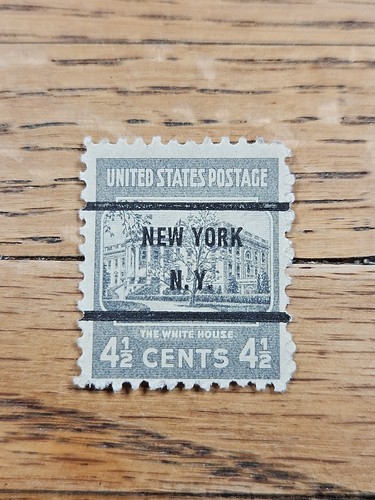 UNITED STATES POSTAGE
NEW YORK
N.Y.
THE WHITE HOUSE
4½ CENTS 4½